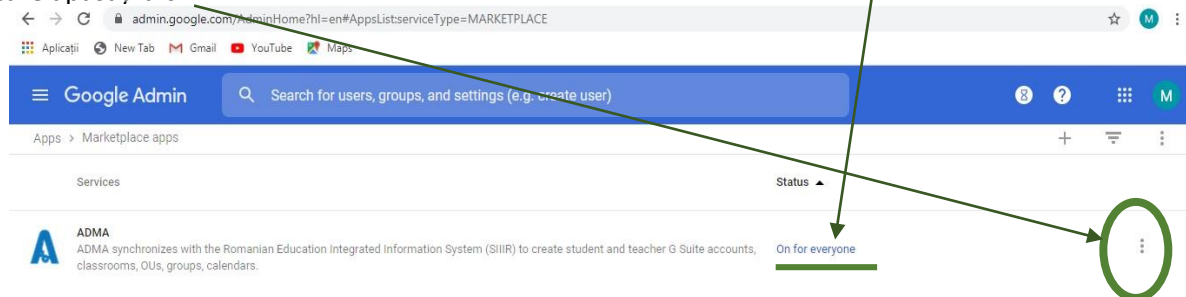 admin.google.com/AdminHome?hl=en#AppsList:serviceType=MARKETPLACE
M
Aplicații New Tab M Gmail YouTube Maps
Google Admin Search for users, groups, and settings (e.g. create user) 8 ? M
Apps > Marketplace apps
Services Status
ADMA
ADMA synchronizes with the Romanian Education Integrated Information System (SIIIR) to create student and teacher G Suite accounts, On for everyone
classrooms, OUs, groups, calendars.